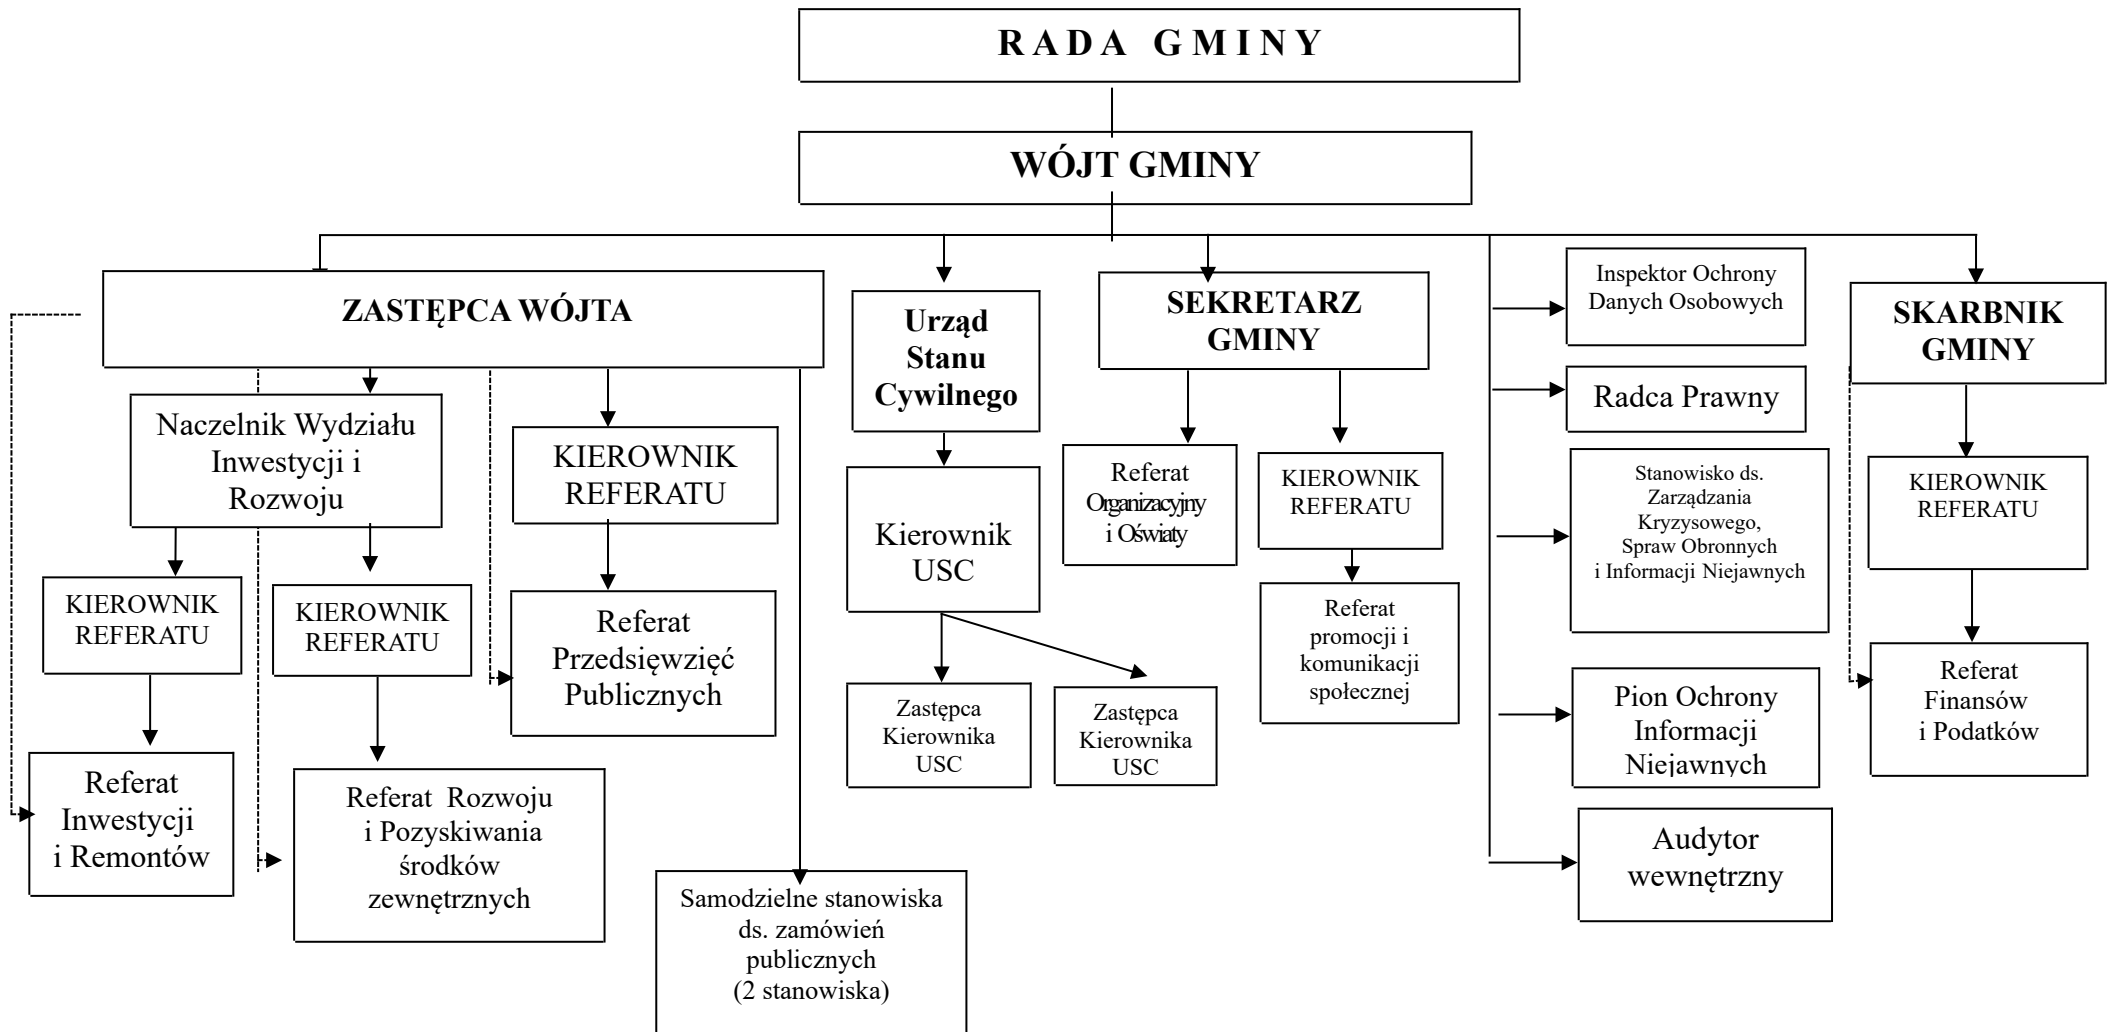 RADA GMINY
WÓJT GMINY
ZASTĘPCA WÓJTA
Urząd
Stanu
Cywilnego
SEKRETARZ
GMINY
Inspektor Ochrony
Danych Osobowych
SKARBNIK
GMINY
Radca Prawny
Naczelnik Wydziału
Inwestycji i
Rozwoju
KIEROWNIK
REFERATU
Kierownik
USC
Referat
Organizacyjny
i Oświaty
KIEROWNIK
REFERATU
Stanowisko ds.
Zarządzania
Kryzysowego,
Spraw Obronnych
i Informacji Niejawnych
KIEROWNIK
REFERATU
KIEROWNIK
REFERATU
KIEROWNIK
REFERATU
Referat
Przedsięwzięć
Publicznych
Referat
promocji i
komunikacji
społecznej
Referat
Finansów
i Podatków
Zastępca
Kierownika
USC
Zastępca
Kierownika
USC
Pion Ochrony
Informacji
Niejawnych
Referat
Inwestycji
i Remontów
Referat Rozwoju
i Pozyskiwania
środków
zewnętrznych
Audytor
wewnętrzny
Samodzielne stanowiska
ds. zamówień
publicznych
(2 stanowiska)